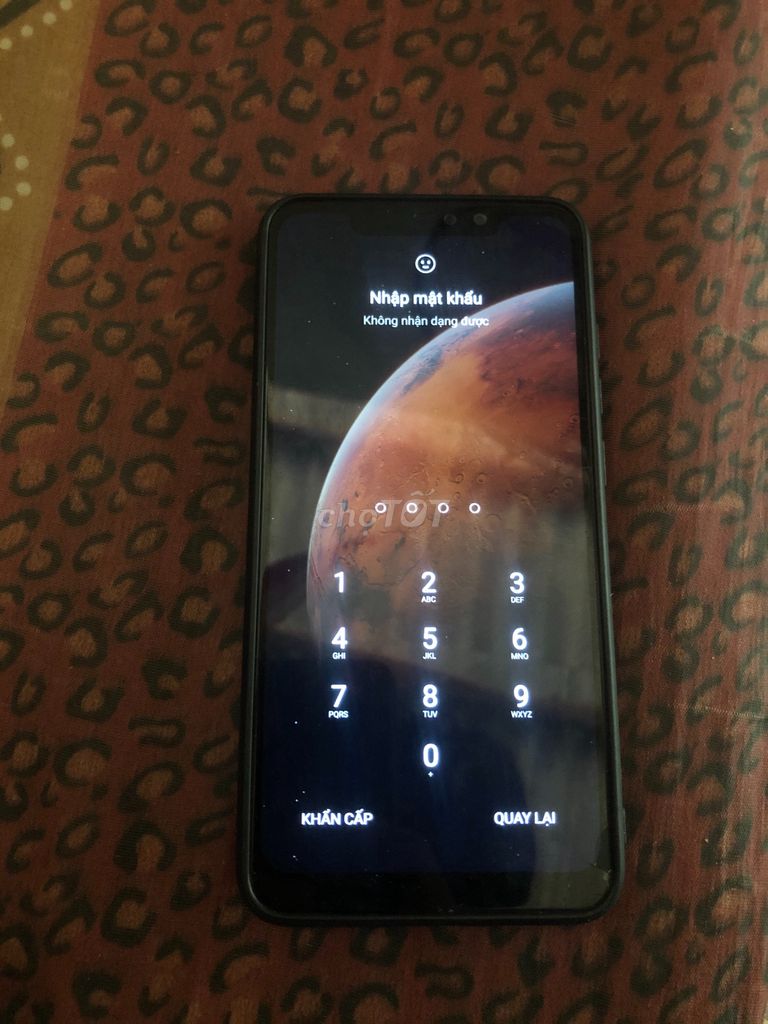 Nhập mật khẩu
Không nhận dạng được
choTỐT
1
2
3
ABC
DEF
4
5
6
GHI
JKL
MNO
7
8
9
PQRS
TUV
WXYZ
0
+
KHẨN CẤP
QUAY LẠI